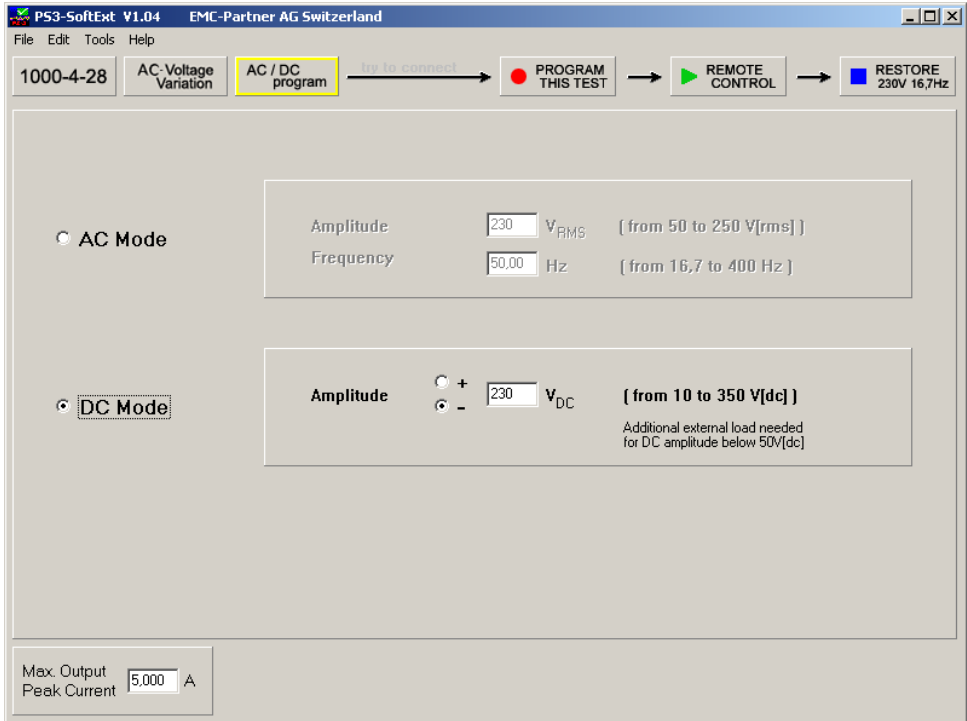 PS3-SoftExt V1.04 EMC-Partner AG Switzerland
File Edit Tools Help
1000-4-28
AC-Voltage
Variation
AC / DC
program
try to connect
PROGRAM
THIS TEST
REMOTE
CONTROL
RESTORE
230V 16,7Hz
AC Mode
Amplitude 230 VRMS ( from 50 to 250 V[rms] )
Frequency 50,00 Hz ( from 16,7 to 400 Hz )
DC Mode
+
Amplitude 230 VDC ( from 10 to 350 V[dc] )
-
Additional external load needed
for DC amplitude below 50V[dc]
Max. Output
Peak Current 5,000 A